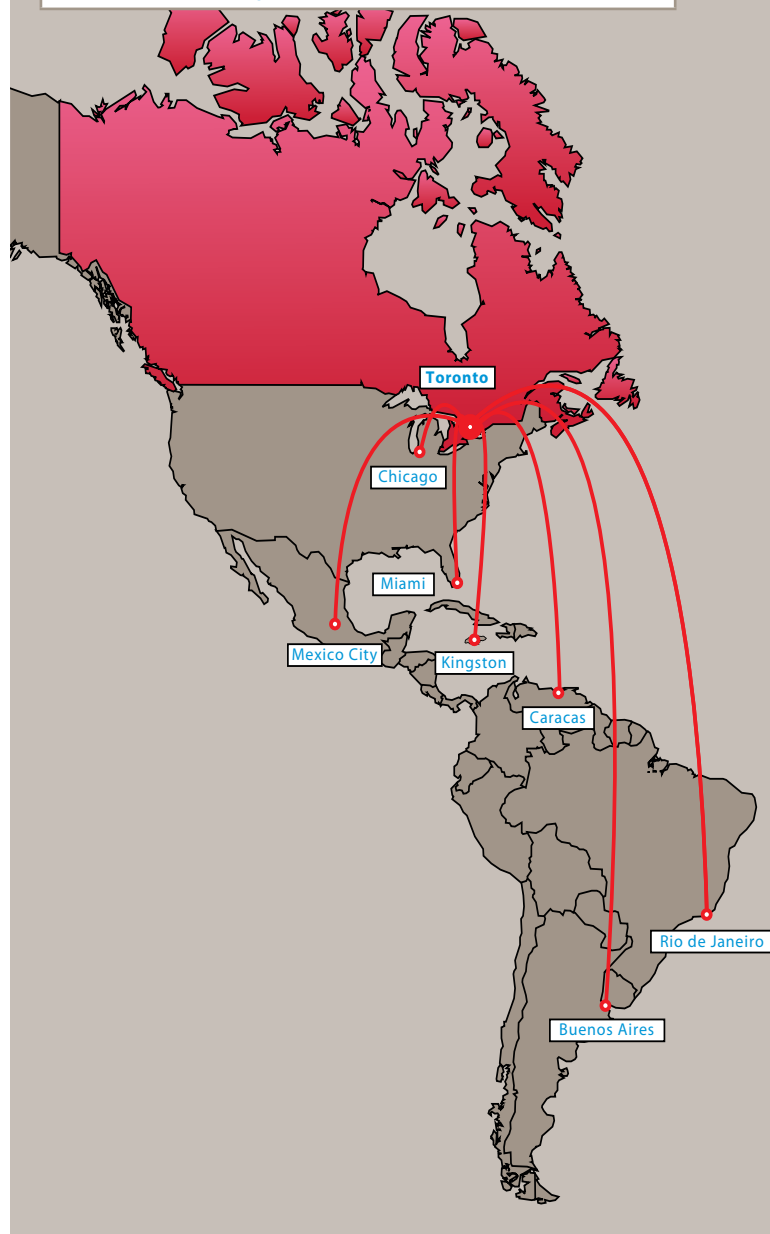 Toronto
Chicago
Miami
Mexico City
Kingston
Caracas
Rio de Janeiro
Buenos Aires